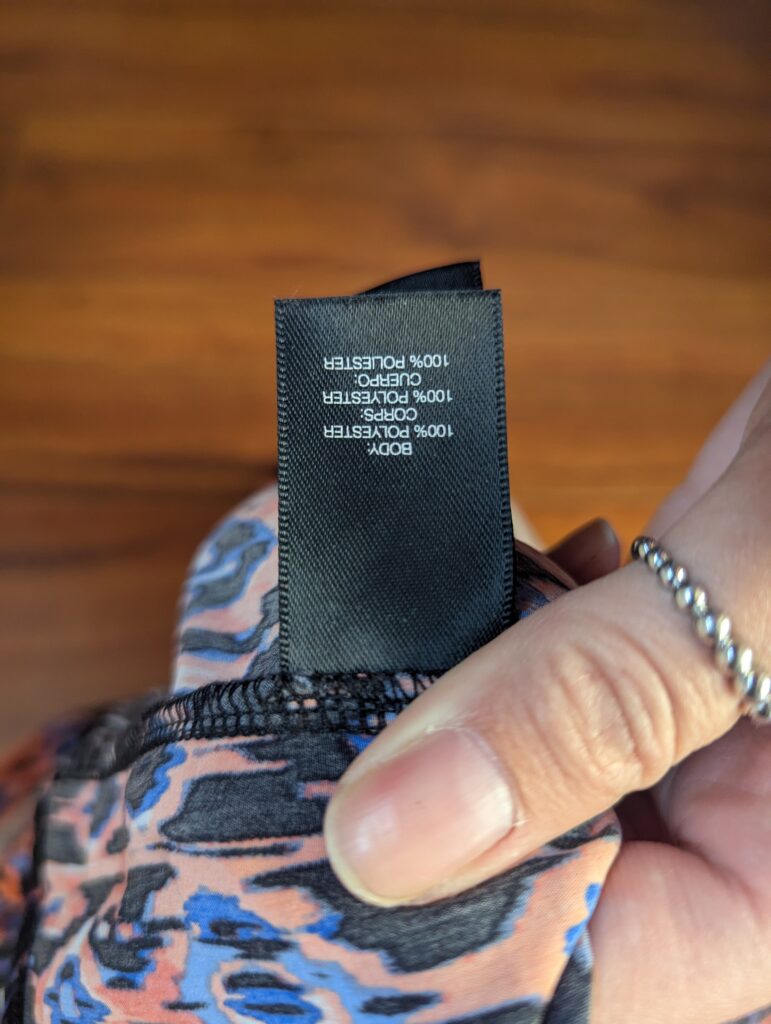 BODY:
100% POLYESTER
CORPS:
100% POLYESTER
CUERPO:
100% POLIESTER